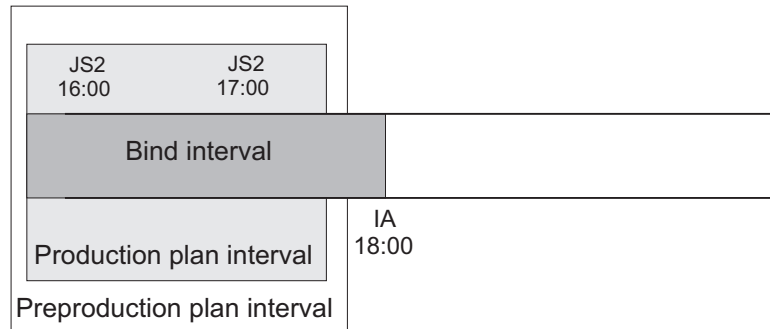 JS2 JS2
16:00 17:00
Bind interval
IA
18:00
Production plan interval
Preproduction plan interval